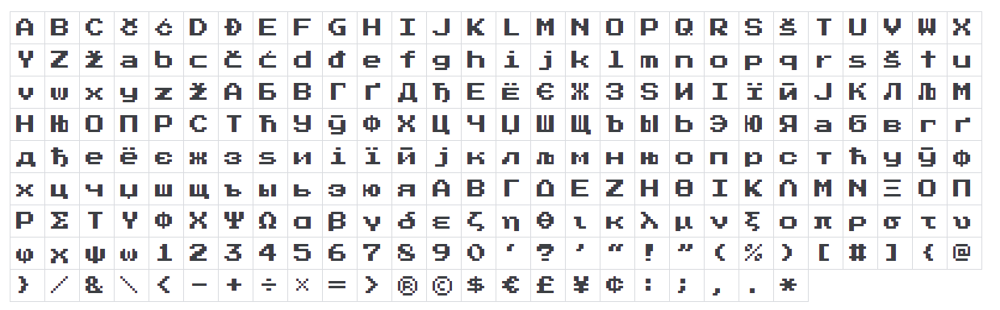 A B C Č Ć D Đ E F G H I J K L M N O P Q R S Š T U V W X
Y Z Ž a b c č ć d đ e f g h i j k l m n o p q r s š t u
v w x y z ž А Б В Г Ґ Д Ђ Е Ё Є Ж З Ѕ И І Ї Й Ј К Л Љ М
Н Њ О П Р С Т Ћ У Ў Ф Х Ц Ч Џ Ш Щ Ъ Ы Ь Э Ю Я а б в г ґ
д ђ е ё є ж з ѕ и і ї й ј к л љ м н њ о п р с т ћ у ў ф
х ц ч џ ш щ ъ ы ь э ю я Α Β Γ Δ Ε Ζ Η Θ Ι Κ Λ Μ Ν Ξ Ο Π
Ρ Σ Τ Υ Φ Χ Ψ Ω α β γ δ ε ζ η θ ι κ λ μ ν ξ ο π ρ σ τ υ
φ χ ψ ω 1 2 3 4 5 6 7 8 9 0 ‘ ? ’ “ ! ” ( % ) [ # ] { @
} / & \ < - + ÷ × = > ® © $ € £ ¥ ¢ : ; , . *